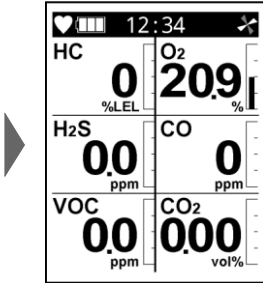 12:34
HC O₂
0 20.9
%LEL %
H₂S CO
0.0 0
ppm ppm
VOC CO₂
0.0 0.00
ppm vol%